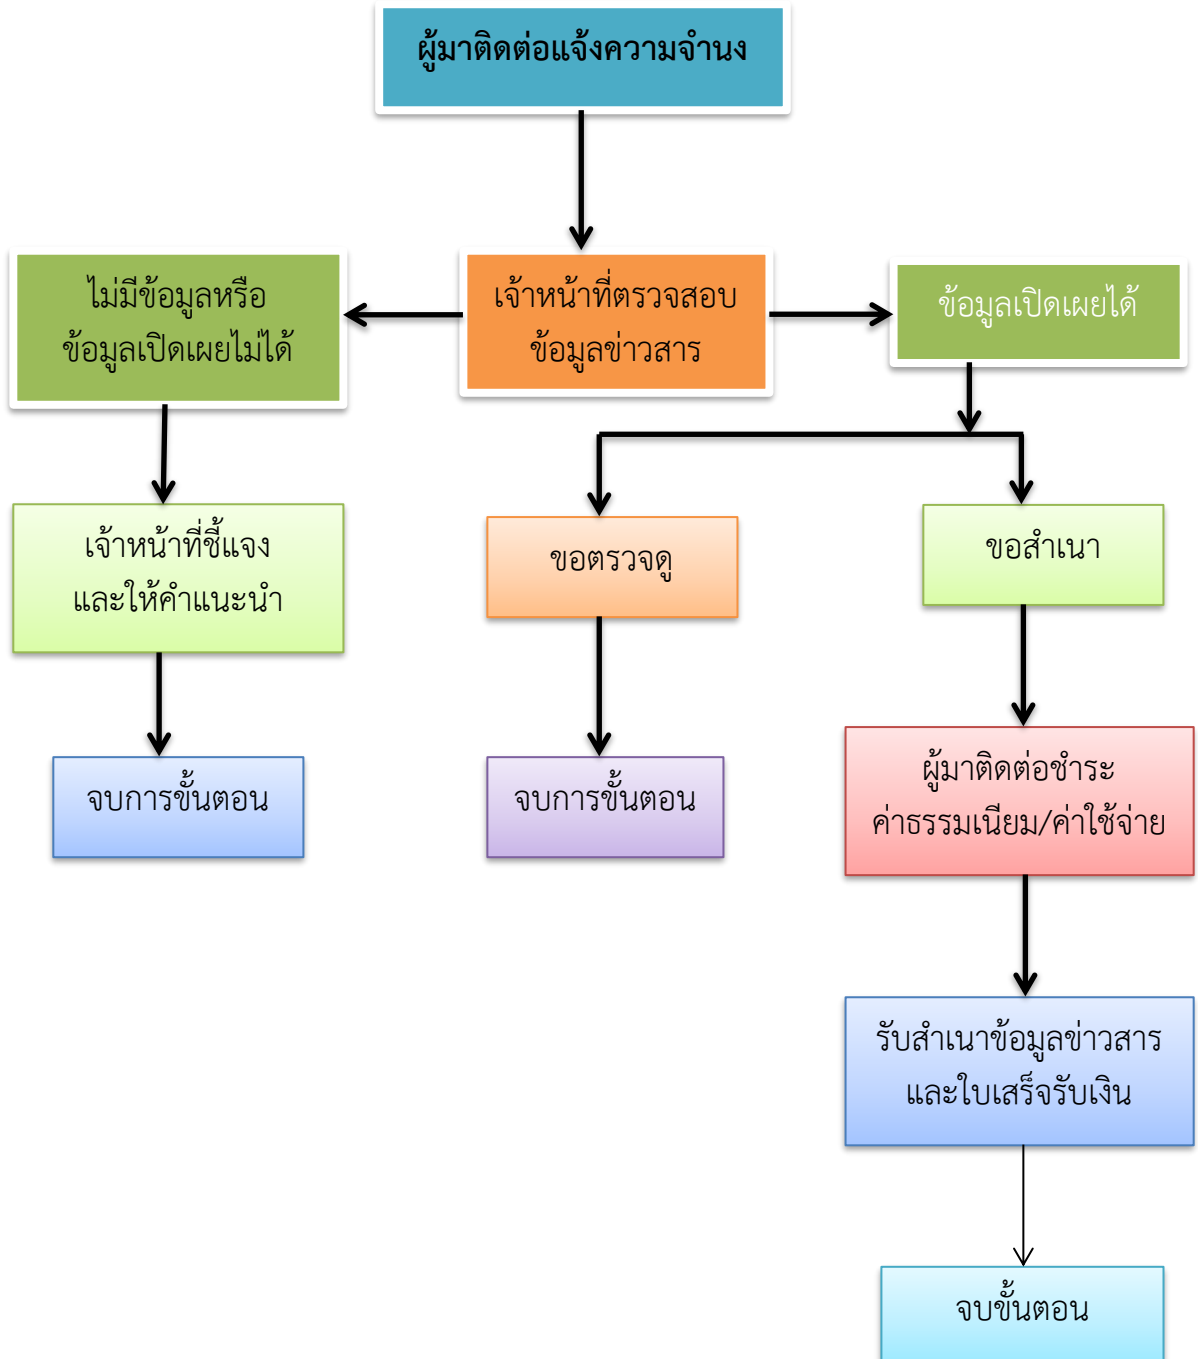 ผู้มาติดต่อแจ้งความจำนง
ไม่มีข้อมูลหรือ
ข้อมูลเปิดเผยไม่ได้
เจ้าหน้าที่ตรวจสอบ
ข้อมูลข่าวสาร
ข้อมูลเปิดเผยได้
เจ้าหน้าที่ชี้แจง
และให้คำแนะนำ
ขอตรวจดู
ขอสำเนา
จบการขั้นตอน
จบการขั้นตอน
ผู้มาติดต่อชำระ
ค่าธรรมเนียม/ค่าใช้จ่าย
รับสำเนาข้อมูลข่าวสาร
และใบเสร็จรับเงิน
จบขั้นตอน